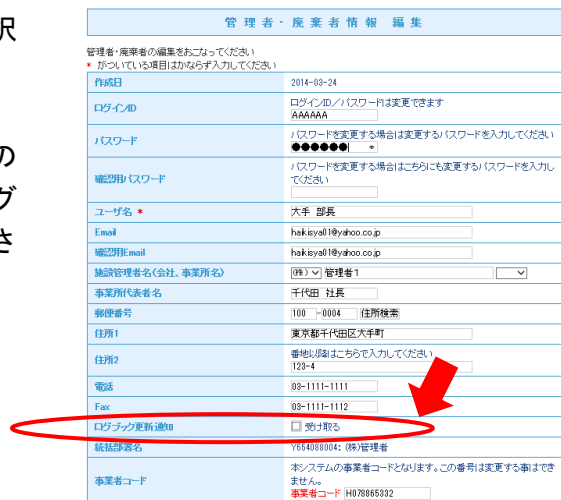 択
の
グ
さ
管理者・廃棄者情報 編集
管理者・廃棄者の編集をおこなってください
* がついている項目はかならず入力してください
作成日 2014-03-24
ログインID ログインID/パスワードは変更できます
AAAAAA
パスワード パスワードを変更する場合は変更するパスワードを入力してください
●●●●●●
確認用パスワード パスワードを変更する場合はこちらにも変更するパスワードを入力し
てください
ユーザ名 * 大手 部長
Email haikisya01@yahoo.co.jp
確認用Email haikisya01@yahoo.co.jp
施設管理者名(会社、事業所名) (株) 管理者1
事業所代表者名 千代田 社長
郵便番号 100 -0004 住所検索
住所1 東京都千代田区大手町
住所2 番地以降はこちらで入力してください
123-4
電話 03-1111-1111
Fax 03-1111-1112
ログブック更新通知 受け取る
統括部署名 Y654088004: (株)管理者
事業者コード 本システムの事業者コードとなります。この番号は変更する事はでき
ません。
事業者コード H078865332